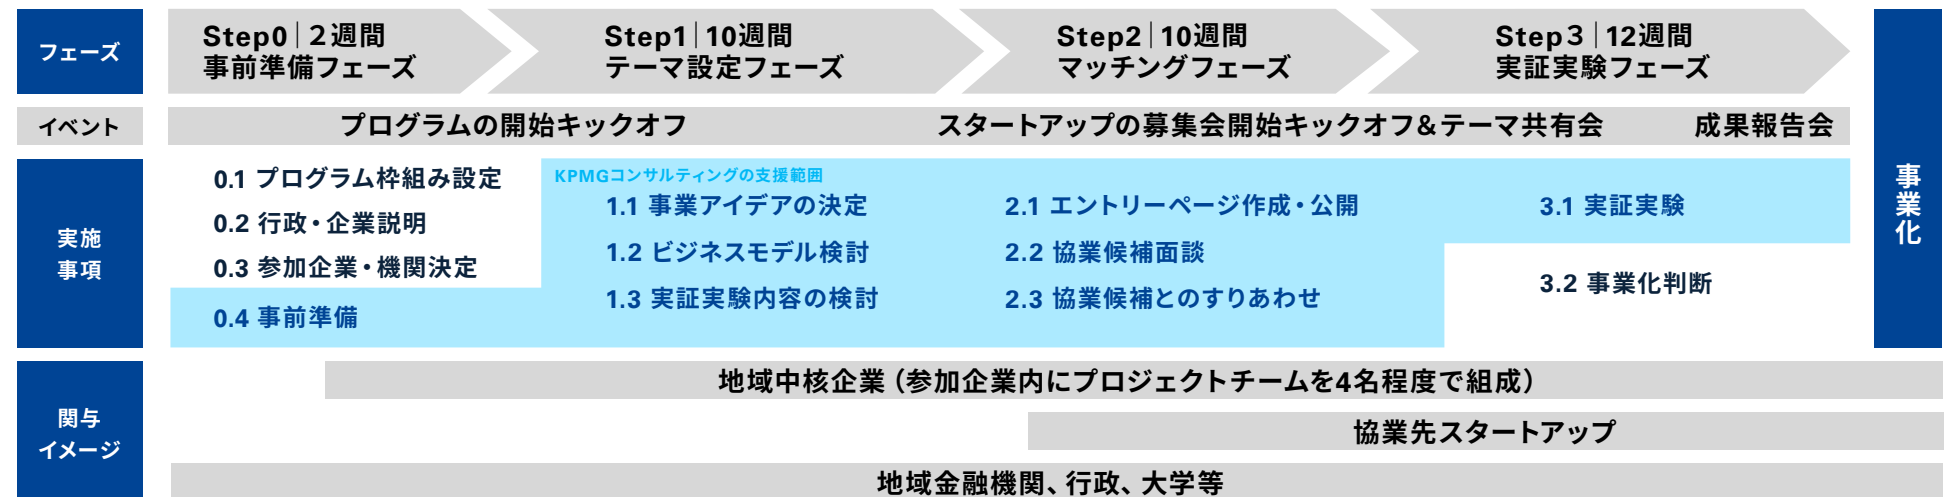 フェーズ
Step0|２週間
事前準備フェーズ
Step1|10週間
テーマ設定フェーズ
Step2|10週間
マッチングフェーズ
Step３|12週間
実証実験フェーズ
事業化
イベント
プログラムの開始キックオフ
スタートアップの募集会開始キックオフ&テーマ共有会
成果報告会
実施
事項
0.1 プログラム枠組み設定
0.2 行政・企業説明
0.3 参加企業・機関決定
0.4 事前準備
KPMGコンサルティングの支援範囲
1.1 事業アイデアの決定
1.2 ビジネスモデル検討
1.3 実証実験内容の検討
2.1 エントリーページ作成・公開
2.2 協業候補面談
2.3 協業候補とのすりあわせ
3.1 実証実験
3.2 事業化判断
関与
イメージ
地域中核企業（参加企業内にプロジェクトチームを4名程度で組成）
協業先スタートアップ
地域金融機関、行政、大学等